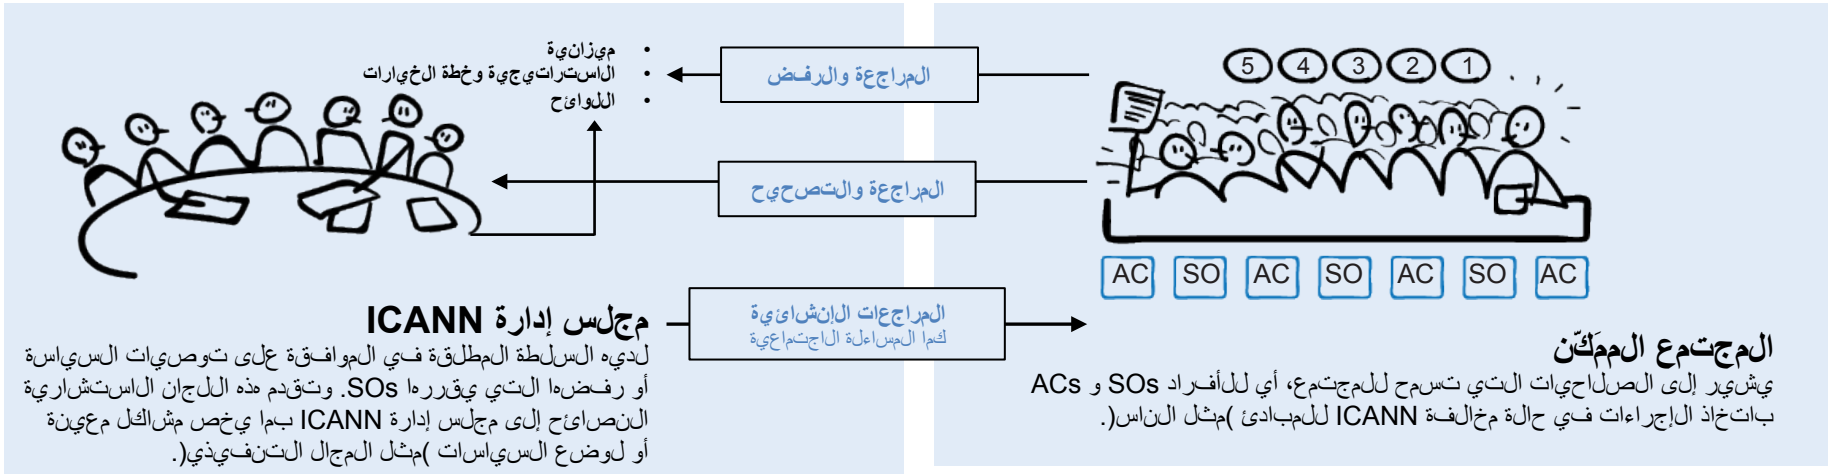 • ميزانية
• الاستراتيجية وخطة الخيارات
• اللوائح
المراجعة والرفض
المراجعة والتصحيح
المراجعات الإنشائية
كما المساءلة الاجتماعية
1 2 3 4 5
AC SO AC SO AC SO AC
المجتمع الممَكّن
يشير إلى الصلاحيات التي تسمح للمجتمع، أي للأفراد SOs و ACs
باتخاذ الإجراءات في حالة مخالفة ICANN للمبادئ )مثل الناس(.
مجلس إدارة ICANN
لديه السلطة المطلقة في الموافقة على توصيات السياسة
أو رفضها التي يقررها SOs. وتقدم هذه اللجان الاستشارية
النصائح إلى مجلس إدارة ICANN بما يخص مشاكل معينة
أو لوضع السياسات )مثل المجال التنفيذي(.